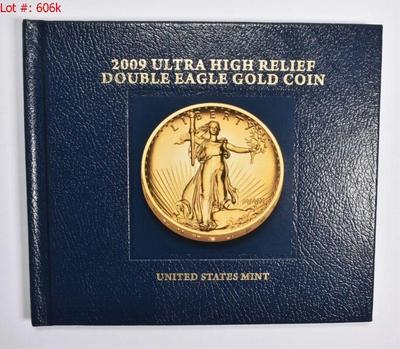 Lot #: 606k
2009 ULTRA HIGH RELIEF
DOUBLE EAGLE GOLD COIN
LIBERTY
UNITED STATES MINT